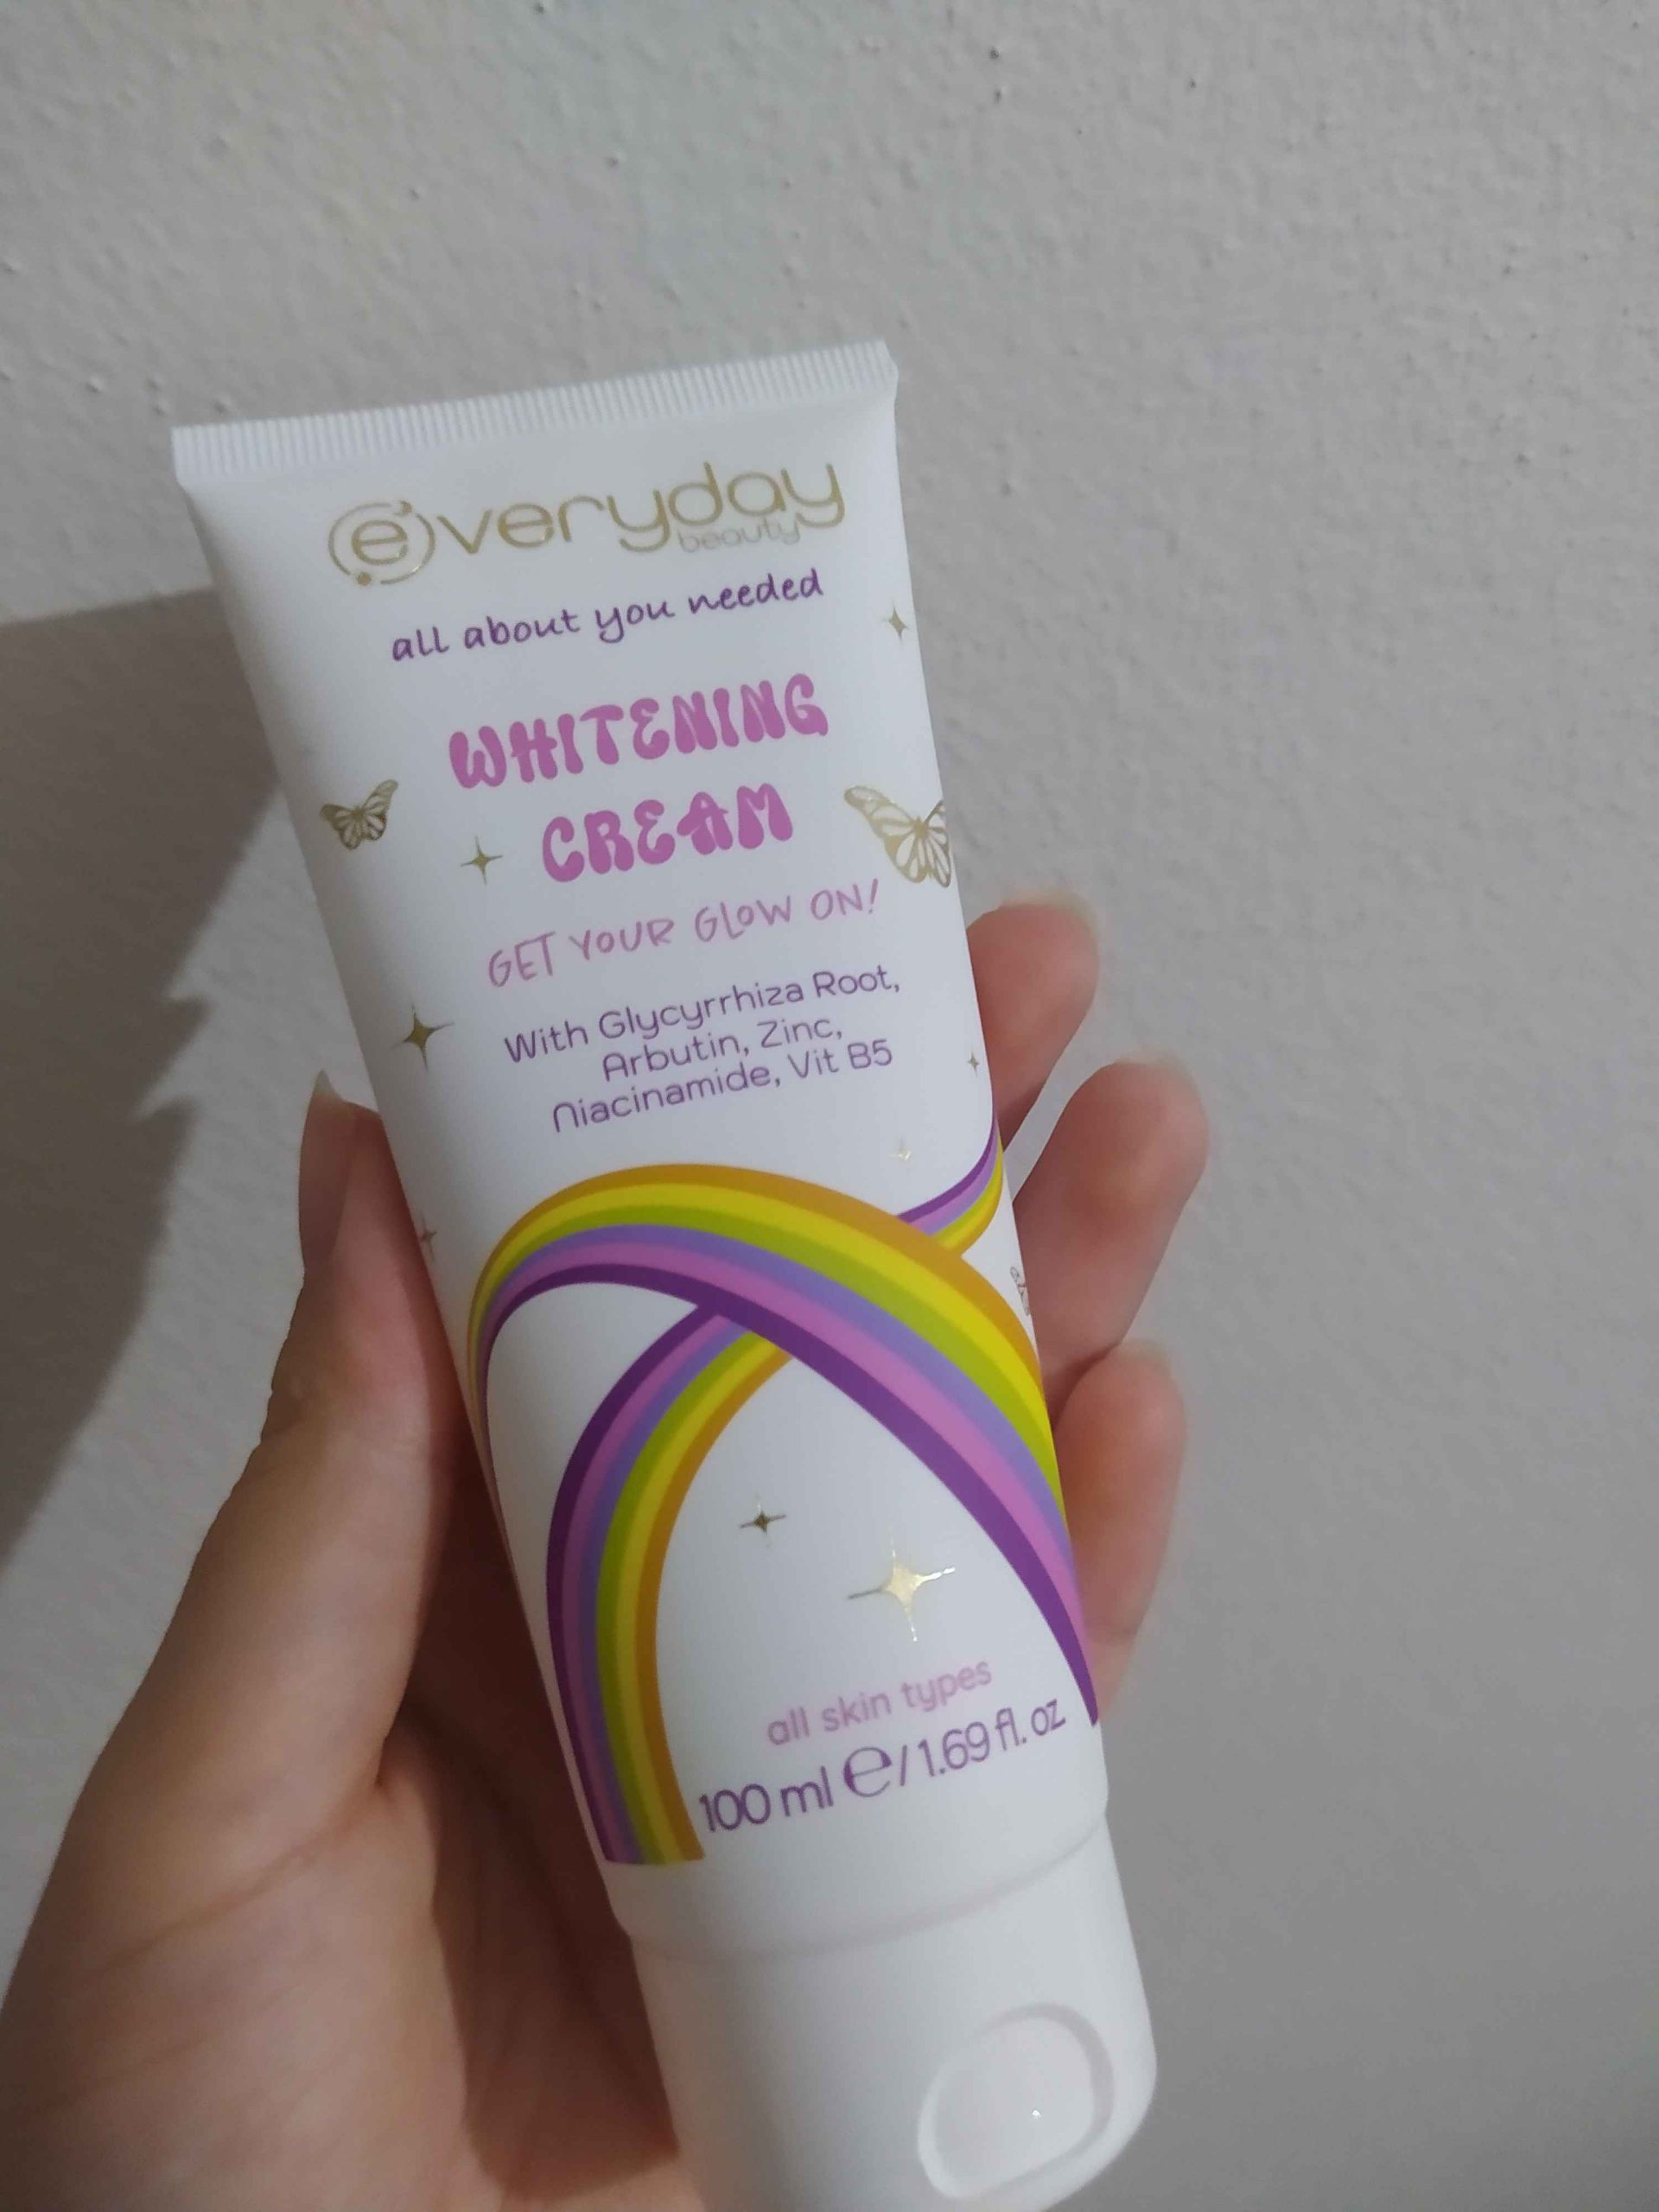 everyday
beauty
all about you needed
WHITENING
CREAM
GET YOUR GLOW ON!
With Glycyrrhiza Root,
Arbutin, Zinc,
Niacinamide, Vit B5
all skin types
100 ml ℮ / 1.69 fl. oz